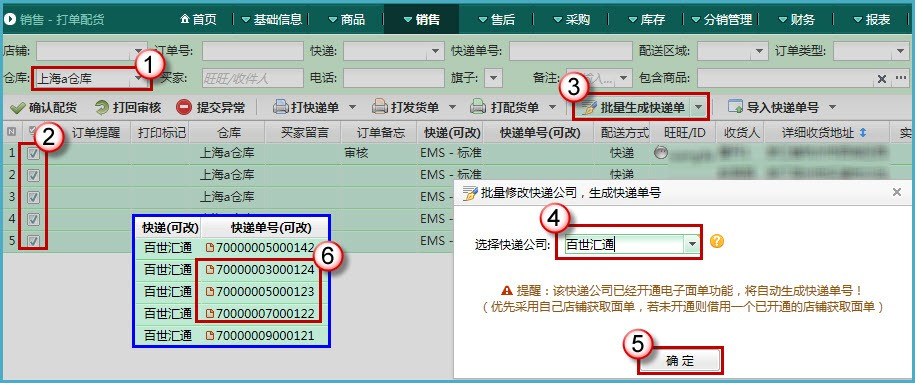 销售 - 打单配货 首页 基础信息 商品 销售 售后 采购 库存 分销管理 财务 报表
店铺: 订单号: 快递: 快递单号: 配送区域: 订单类型:
仓库: 上海a仓库 买家: 旺旺/收件人 电话: 旗子: 备注: 包含商品:
1
确认配货 打回审核 提交异常 打快递单 打发货单 打配货单 批量生成快递单 导入快递单号
3
订单提醒 打印标记 仓库 买家留言 订单备忘 快递(可改) 快递单号(可改) 配送方式 旺旺/ID 收货人 详细收货地址
2
1 上海a仓库 审核 EMS - 标准 快递
2 上海a仓库 EMS - 标准 快递
3 上海a仓库 EMS - 标准
4 EMS - 标准
5 EMS - 标准
批量修改快递公司，生成快递单号
4
选择快递公司: 百世汇通
提醒：该快递公司已经开通电子面单功能，将自动生成快递单号！
（优先采用自己店铺获取面单，若未开通则借用一个已开通的店铺获取面单）
5
确 定
快递(可改) 快递单号(可改)
百世汇通 70000005000142
6
百世汇通 70000003000124
百世汇通 70000005000123
百世汇通 70000007000122
百世汇通 70000009000121